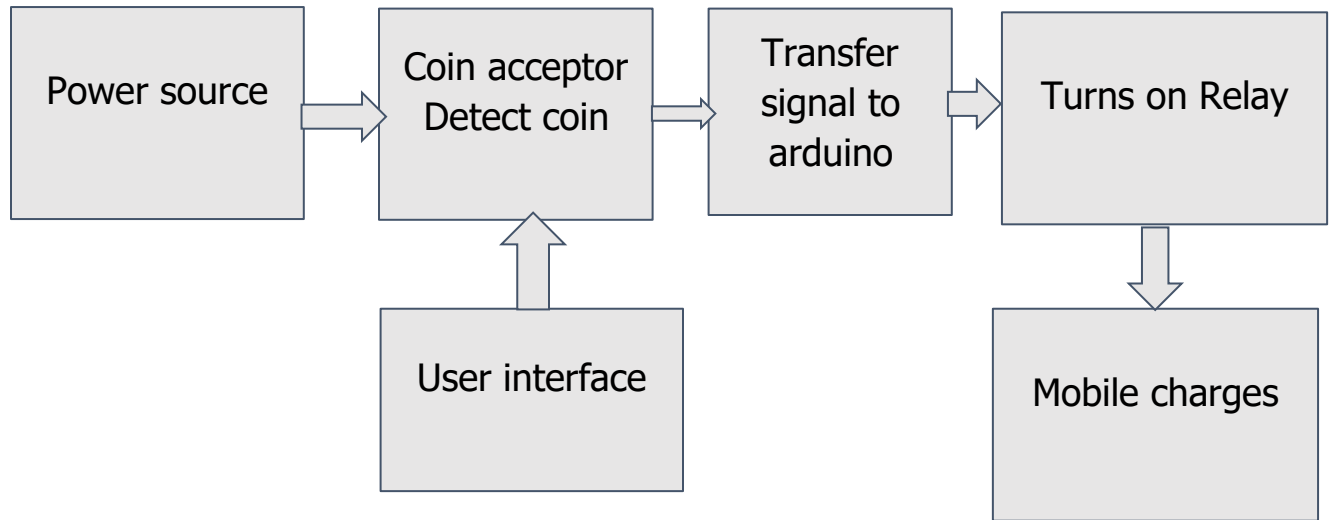 Power source
Coin acceptor
Detect coin
Transfer
signal to
arduino
Turns on Relay
User interface
Mobile charges